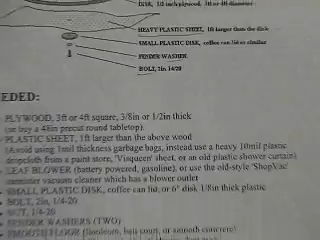 DISK, 3/8 inch plywood, 3ft or 4ft diameter
HEAVY PLASTIC SHEET, 1ft larger than the disk
SMALL PLASTIC DISK, coffee can lid or similar
FENDER WASHER
BOLT, 2in. 1/4-20
EDED:
PLYWOOD, 3ft or 4ft square, 3/8in or 1/2in thick
(or buy a 48in precut round tabletop).
PLASTIC SHEET, 1ft larger than the above wood
(Avoid using 1mil thickness garbage bags, instead use a heavy 10mil plastic
dropcloth from a paint store, 'Visqueen' sheet, or an old plastic shower curtain)
LEAF BLOWER (battery powered, gasoline), or use the old-style 'ShopVac'
cannister vacuum cleaner which has a blower outlet
SMALL PLASTIC DISK, coffee can lid, or 6" disk 1/8in thick plastic
BOLT, 2in, 1/4-20
NUT, 1/4-20
FENDER WASHERS (TWO)
SMOOTH FLOOR (linoleum, ball court, or smooth concrete)